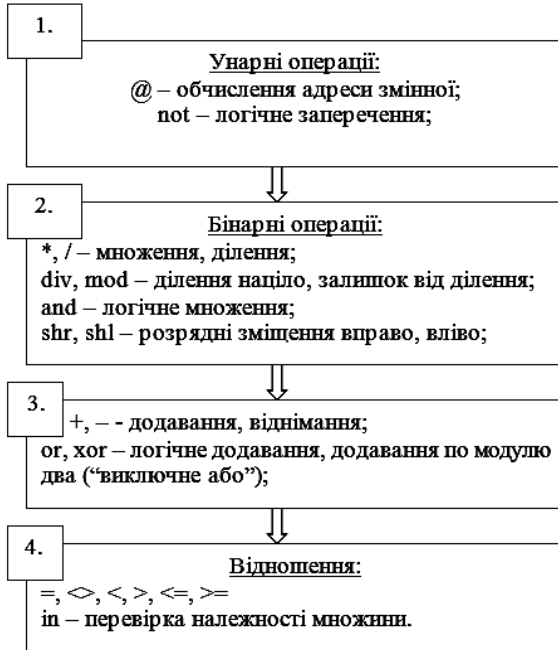 1.
Унарні операції:
@ – обчислення адреси змінної;
not – логічне заперечення;
2.
Бінарні операції:
*, / – множення, ділення;
div, mod – ділення націло, залишок від ділення;
and – логічне множення;
shr, shl – розрядні зміщення вправо, вліво;
3.
+, – - додавання, віднімання;
or, xor – логічне додавання, додавання по модулю
два (“виключне або”);
4.
Відношення:
=, <>, <, >, <=, >=
in – перевірка належності множини.